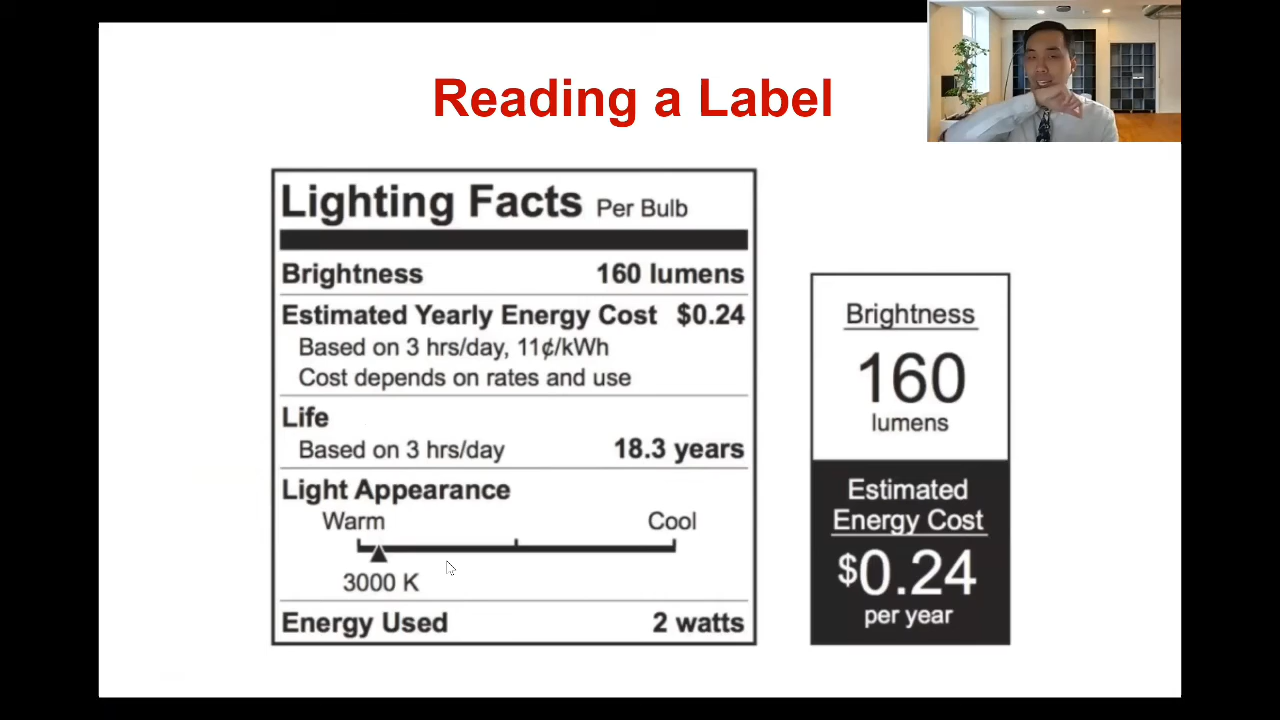 Reading a Label
Lighting Facts Per Bulb
Brightness 160 lumens
Estimated Yearly Energy Cost $0.24
Based on 3 hrs/day, 11¢/kWh
Cost depends on rates and use
Life
Based on 3 hrs/day 18.3 years
Light Appearance
Warm Cool
3000 K
Energy Used 2 watts
Brightness
160
lumens
Estimated
Energy Cost
$0.24
per year